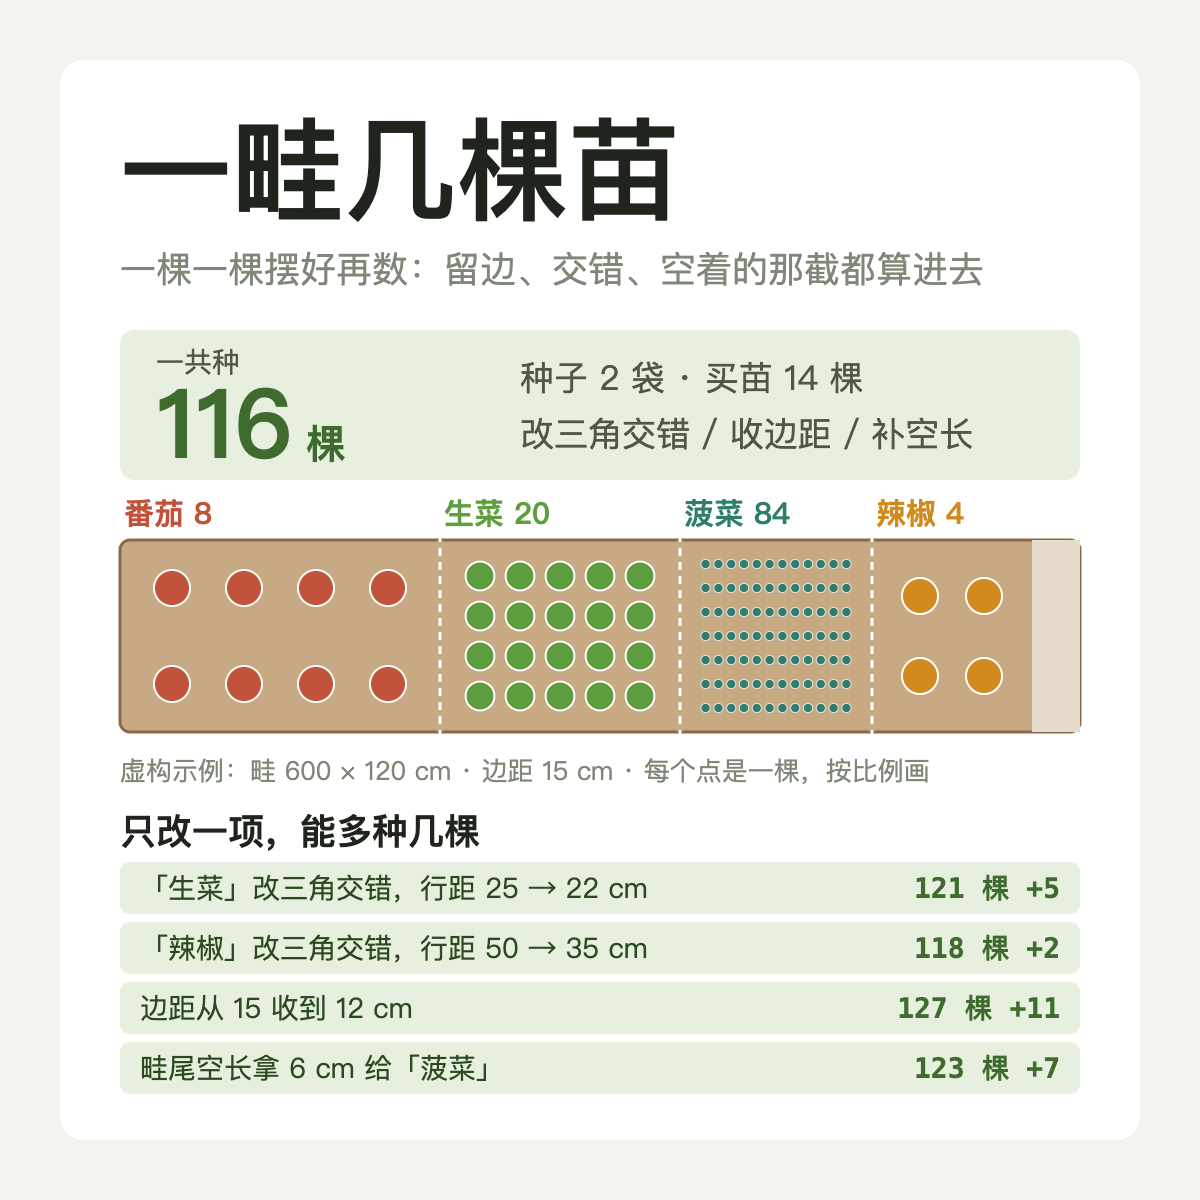 一畦几棵苗
一棵一棵摆好再数：留边、交错、空着的那截都算进去
一共种
116 棵
种子 2 袋 · 买苗 14 棵
改三角交错 / 收边距 / 补空长
番茄 8
生菜 20
菠菜 84
辣椒 4
虚构示例：畦 600 × 120 cm · 边距 15 cm · 每个点是一棵，按比例画
只改一项，能多种几棵
「生菜」改三角交错，行距 25 → 22 cm
121 棵 +5
「辣椒」改三角交错，行距 50 → 35 cm
118 棵 +2
边距从 15 收到 12 cm
127 棵 +11
畦尾空长拿 6 cm 给「菠菜」
123 棵 +7